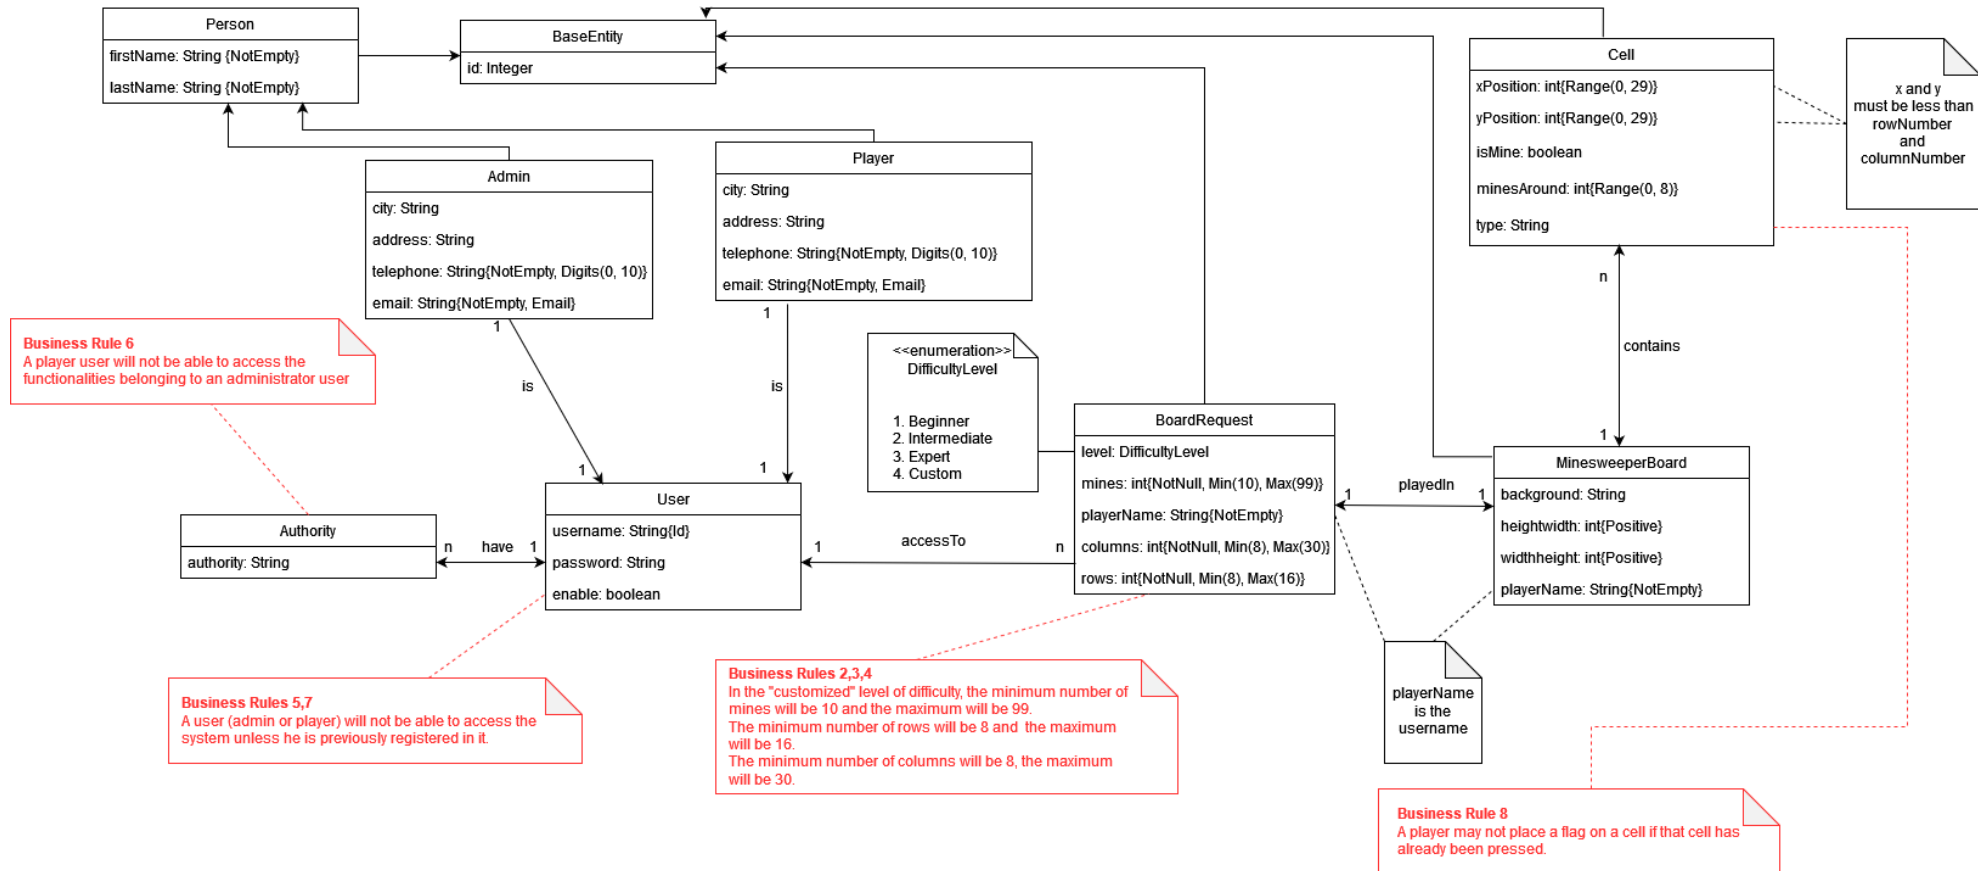 Person
firstName: String {NotEmpty}
lastName: String {NotEmpty}
BaseEntity
id: Integer
Cell
xPosition: int{Range(0, 29)}
yPosition: int{Range(0, 29)}
isMine: boolean
minesAround: int{Range(0, 8)}
type: String
x and y
must be less than
rowNumber
and
columnNumber
Admin
city: String
address: String
telephone: String{NotEmpty, Digits(0, 10)}
email: String{NotEmpty, Email}
Player
city: String
address: String
telephone: String{NotEmpty, Digits(0, 10)}
email: String{NotEmpty, Email}
n
contains
1
1
is
1
1
is
1
Business Rule 6
A player user will not be able to access the
functionalities belonging to an administrator user
<<enumeration>>
DifficultyLevel
1. Beginner
2. Intermediate
3. Expert
4. Custom
BoardRequest
level: DifficultyLevel
mines: int{NotNull, Min(10), Max(99)}
playerName: String{NotEmpty}
columns: int{NotNull, Min(8), Max(30)}
rows: int{NotNull, Min(8), Max(16)}
1
playedIn
1
MinesweeperBoard
background: String
heightwidth: int{Positive}
widthheight: int{Positive}
playerName: String{NotEmpty}
Authority
authority: String
n
have
1
User
username: String{Id}
password: String
enable: boolean
1
accessTo
n
Business Rules 5,7
A user (admin or player) will not be able to access the
system unless he is previously registered in it.
Business Rules 2,3,4
In the "customized" level of difficulty, the minimum number of
mines will be 10 and the maximum will be 99.
The minimum number of rows will be 8 and the maximum
will be 16.
The minimum number of columns will be 8, the maximum
will be 30.
playerName
is the
username
Business Rule 8
A player may not place a flag on a cell if that cell has
already been pressed.